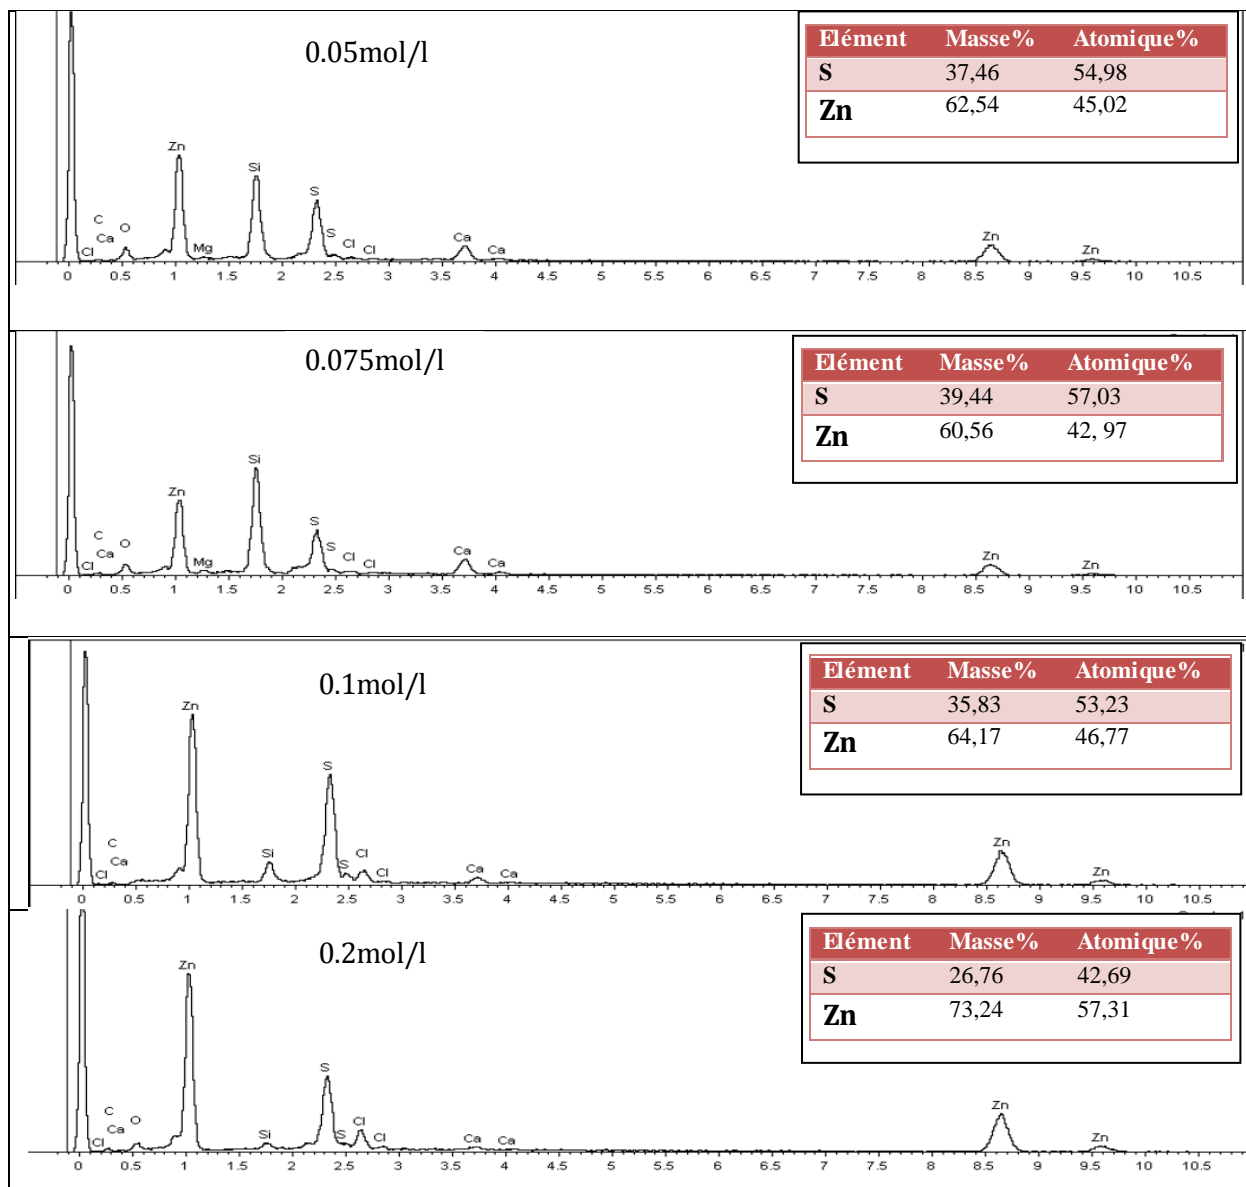 0.05mol/l
Elément Masse% Atomique%
S 37,46 54,98
Zn 62,54 45,02
Zn
Si
S
C
O
Ca
Cl
Mg
S
Cl
Cl
Ca
Ca
Zn
Zn
0 0.5 1 1.5 2 2.5 3 3.5 4 4.5 5 5.5 6 6.5 7 7.5 8 8.5 9 9.5 10 10.5
0.075mol/l
Elément Masse% Atomique%
S 39,44 57,03
Zn 60,56 42, 97
Si
Zn
S
C
O
Ca
Cl
Mg
S
Cl
Cl
Ca
Ca
Zn
Zn
0 0.5 1 1.5 2 2.5 3 3.5 4 4.5 5 5.5 6 6.5 7 7.5 8 8.5 9 9.5 10 10.5
0.1mol/l
Elément Masse% Atomique%
S 35,83 53,23
Zn 64,17 46,77
Zn
S
C
Ca
Cl
Si
S
Cl
Cl
Ca
Ca
Zn
Zn
0 0.5 1 1.5 2 2.5 3 3.5 4 4.5 5 5.5 6 6.5 7 7.5 8 8.5 9 9.5 10 10.5
0.2mol/l
Elément Masse% Atomique%
S 26,76 42,69
Zn 73,24 57,31
Zn
S
C
O
Ca
Cl
Si
S
Cl
Cl
Ca
Ca
Zn
Zn
0 0.5 1 1.5 2 2.5 3 3.5 4 4.5 5 5.5 6 6.5 7 7.5 8 8.5 9 9.5 10 10.5